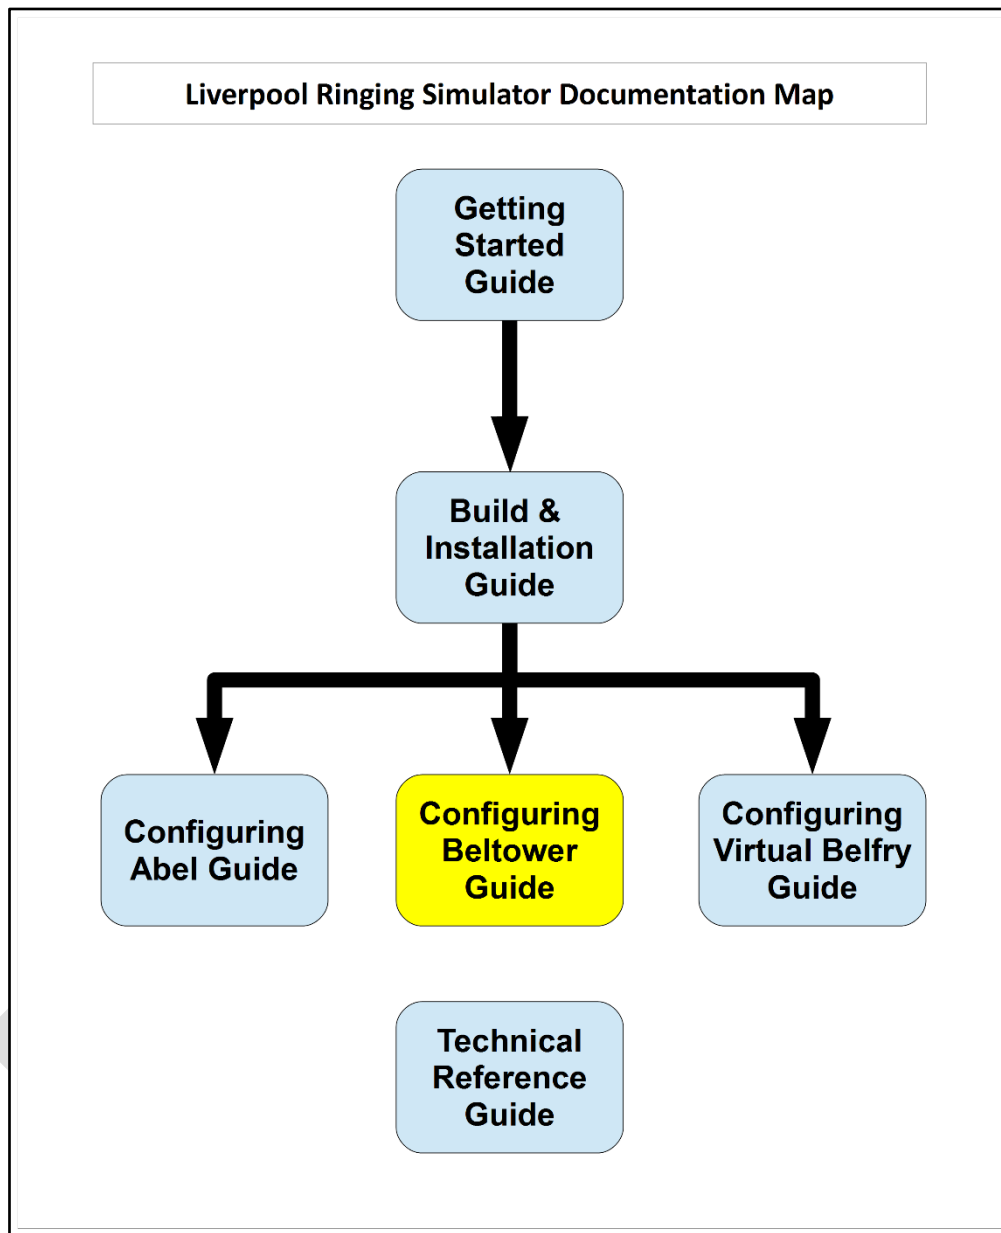 Liverpool Ringing Simulator Documentation Map
Getting
Started
Guide
Build &
Installation
Guide
Configuring
Abel Guide
Configuring
Beltower
Guide
Configuring
Virtual Belfry
Guide
Technical
Reference
Guide